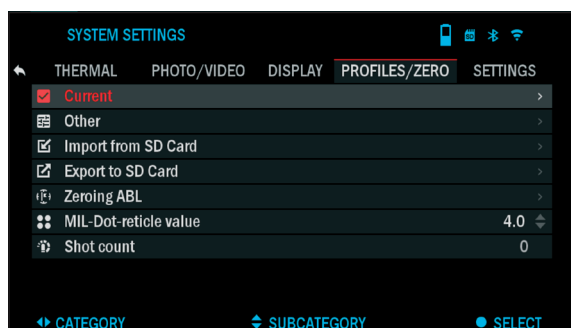 SYSTEM SETTINGS
THERMAL PHOTO/VIDEO DISPLAY PROFILES/ZERO SETTINGS
Current
Other
Import from SD Card
Export to SD Card
Zeroing ABL
MIL-Dot-reticle value 4.0
Shot count 0
CATEGORY SUBCATEGORY SELECT